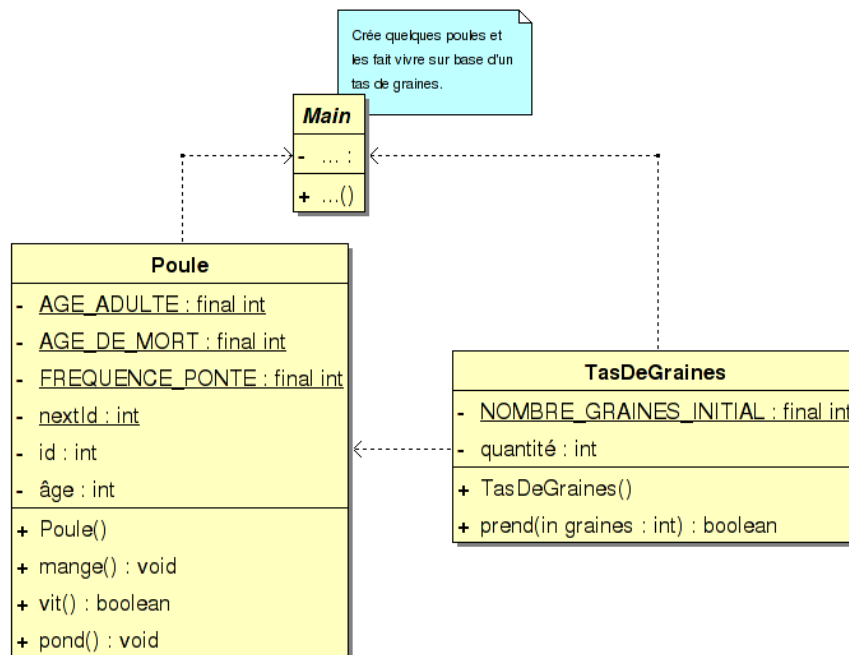 Crée quelques poules et
les fait vivre sur base d'un
tas de graines.
Main
- ... :
+ ...()
Poule
- AGE_ADULTE : final int
- AGE_DE_MORT : final int
- FREQUENCE_PONTE : final int
- nextId : int
- id : int
- âge : int
+ Poule()
+ mange() : void
+ vit() : boolean
+ pond() : void
TasDeGraines
- NOMBRE_GRAINES_INITIAL : final int
- quantité : int
+ TasDeGraines()
+ prend(in graines : int) : boolean